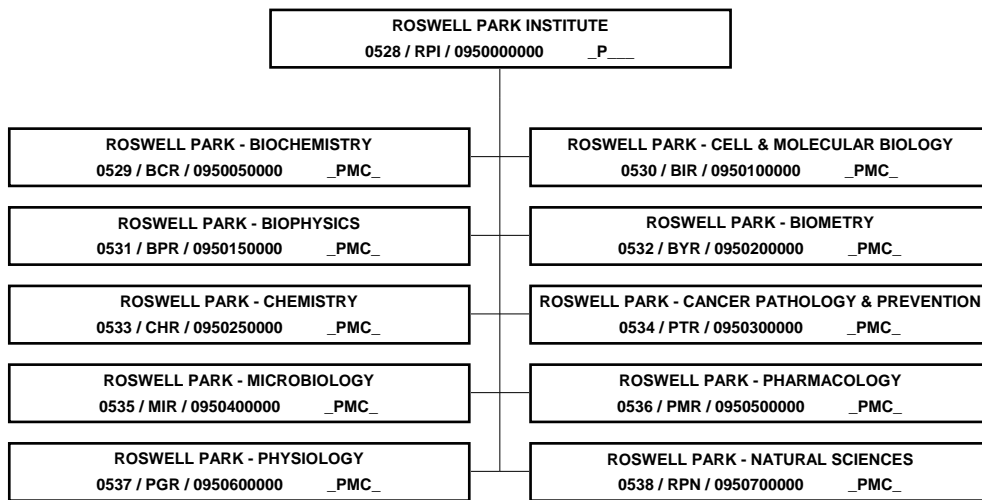 ROSWELL PARK INSTITUTE
0528 / RPI / 0950000000 _P___
ROSWELL PARK - BIOCHEMISTRY
0529 / BCR / 0950050000 _PMC_
ROSWELL PARK - CELL & MOLECULAR BIOLOGY
0530 / BIR / 0950100000 _PMC_
ROSWELL PARK - BIOPHYSICS
0531 / BPR / 0950150000 _PMC_
ROSWELL PARK - BIOMETRY
0532 / BYR / 0950200000 _PMC_
ROSWELL PARK - CHEMISTRY
0533 / CHR / 0950250000 _PMC_
ROSWELL PARK - CANCER PATHOLOGY & PREVENTION
0534 / PTR / 0950300000 _PMC_
ROSWELL PARK - MICROBIOLOGY
0535 / MIR / 0950400000 _PMC_
ROSWELL PARK - PHARMACOLOGY
0536 / PMR / 0950500000 _PMC_
ROSWELL PARK - PHYSIOLOGY
0537 / PGR / 0950600000 _PMC_
ROSWELL PARK - NATURAL SCIENCES
0538 / RPN / 0950700000 _PMC_